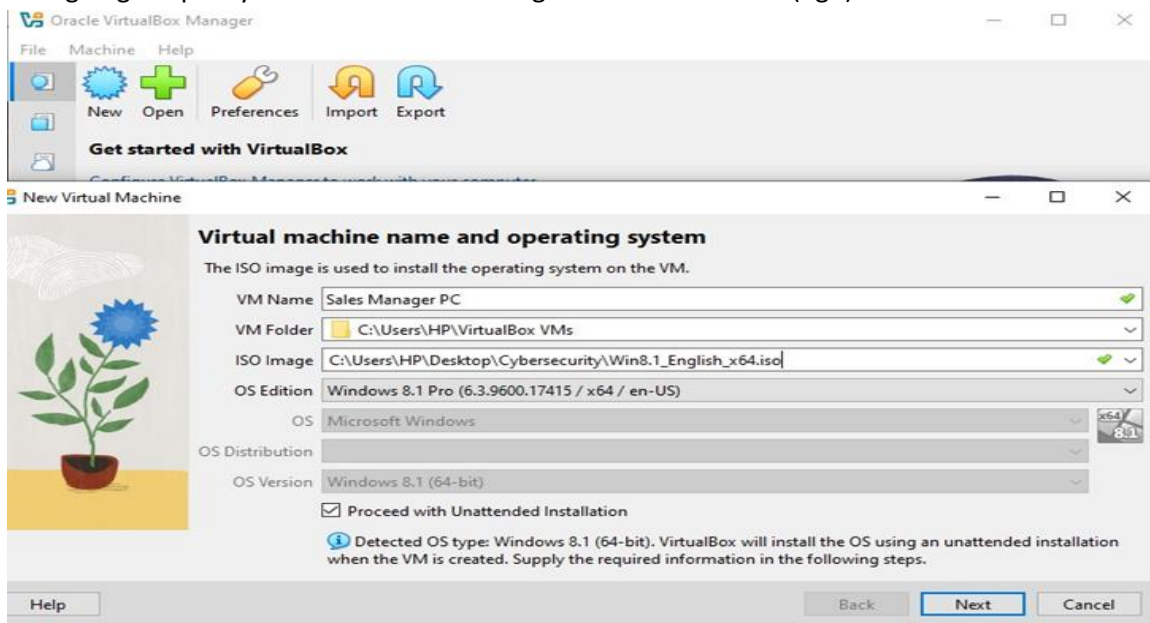 Oracle VirtualBox Manager
File Machine Help
New Open Preferences Import Export
Get started with VirtualBox
New Virtual Machine
Virtual machine name and operating system
The ISO image is used to install the operating system on the VM.
VM Name Sales Manager PC
VM Folder C:\Users\HP\VirtualBox VMs
ISO Image C:\Users\HP\Desktop\Cybersecurity\Win8.1_English_x64.iso
OS Edition Windows 8.1 Pro (6.3.9600.17415 / x64 / en-US)
OS Microsoft Windows x64 8.1
OS Distribution
OS Version Windows 8.1 (64-bit)
Proceed with Unattended Installation
Detected OS type: Windows 8.1 (64-bit). VirtualBox will install the OS using an unattended installation
when the VM is created. Supply the required information in the following steps.
Help Back Next Cancel